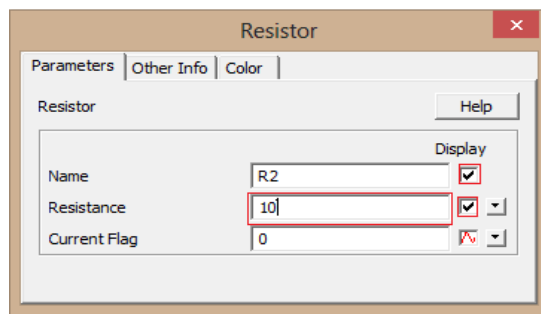 Resistor
Parameters Other Info Color
Resistor Help
Display
Name R2
Resistance 10
Current Flag 0